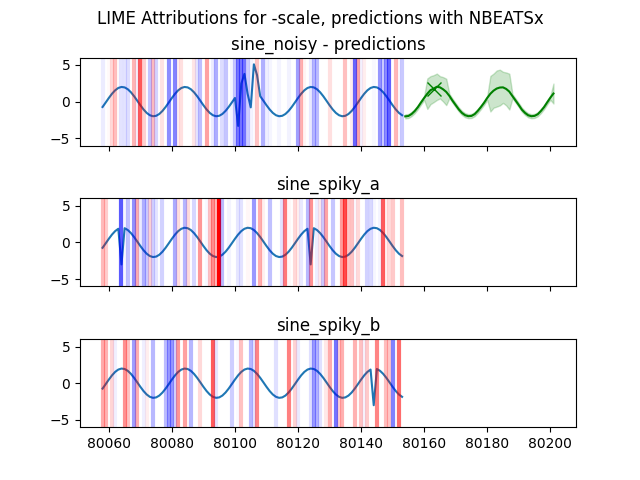 LIME Attributions for -scale, predictions with NBEATSx
sine_noisy - predictions
5
0
−5
sine_spiky_a
5
0
−5
sine_spiky_b
5
0
−5
80060 80080 80100 80120 80140 80160 80180 80200